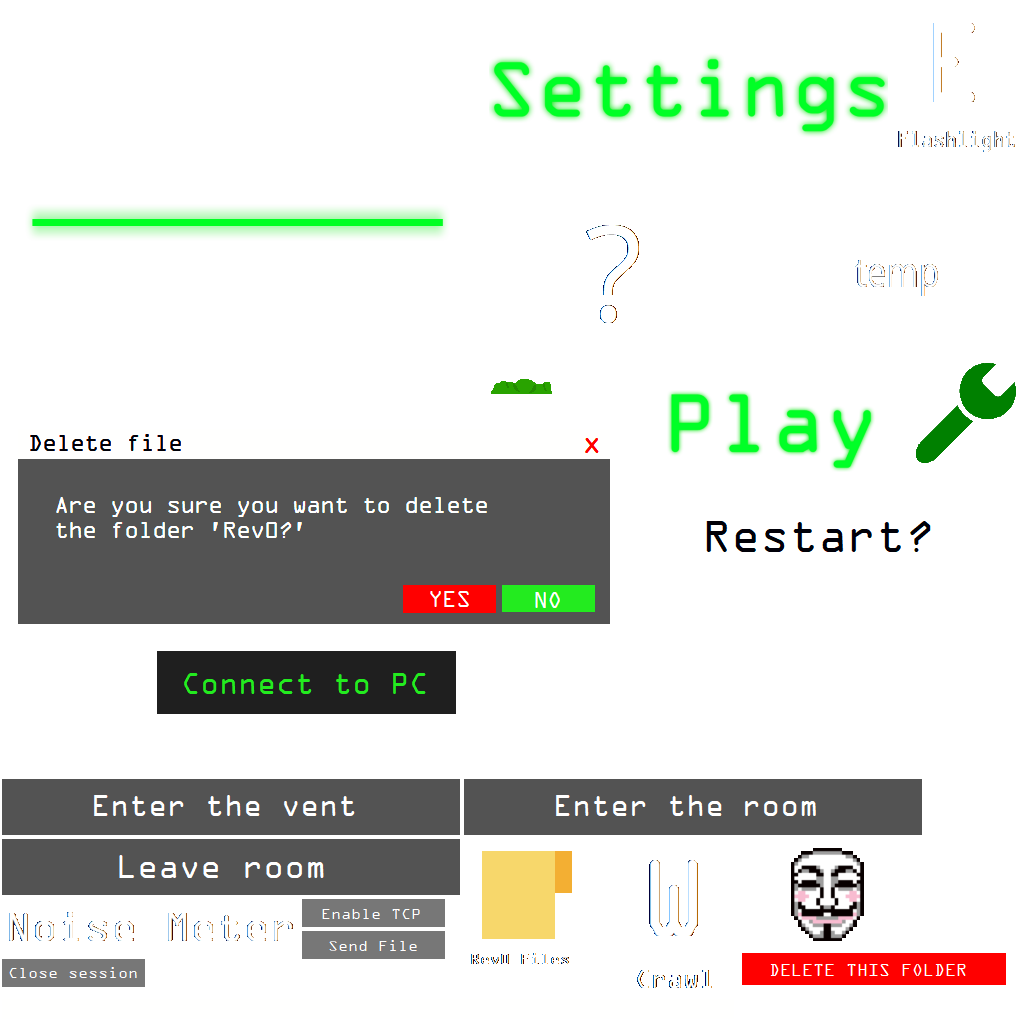 Settings
E
Flashlight
?
temp
Play
Delete file
x
Are you sure you want to delete
the folder 'Rev0?'
YES
NO
Restart?
Connect to PC
Enter the vent
Enter the room
Leave room
Noise Meter
Enable TCP
Send File
Close session
Rev0 Files
W
Crawl
DELETE THIS FOLDER